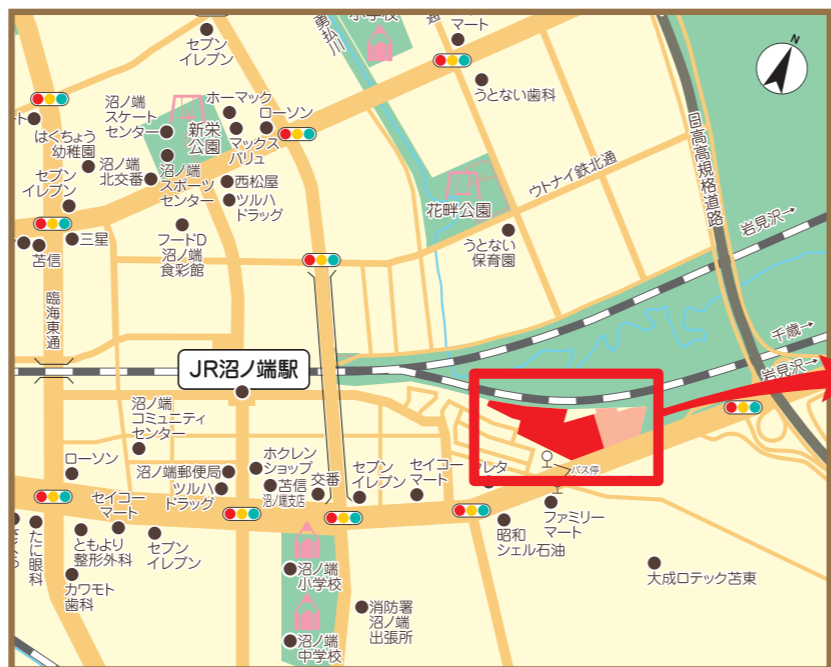 小学校
勇払川
マート
通
N
セブン
イレブン
うとない歯科
沼ノ端
スケート
センター
ホーマック
ローソン
新栄
公園
マックス
バリュ
はくちょう
幼稚園
沼ノ端
北交番
セブン
イレブン
沼ノ端
スポーツ
センター
西松屋
ツルハ
ドラッグ
三星
苫信
フードD
沼ノ端
食彩館
花畔公園
ウトナイ鉄北通
うとない
保育園
日高高規格道路
岩見沢→
千歳→
岩見沢→
臨海東通
JR沼ノ端駅
沼ノ端
コミュニティ
センター
ローソン
沼ノ端郵便局
ツルハ
ドラッグ
ホクレン
ショップ
苫信
沼ノ端支店
交番
セブン
イレブン
セイコー
マート
バス停
ファミリー
マート
昭和
シェル石油
大成ロテック苫東
セイコー
マート
ともより
整形外科
セブン
イレブン
たに眼科
カワモト
歯科
沼ノ端
小学校
沼ノ端
中学校
消防署
沼ノ端
出張所